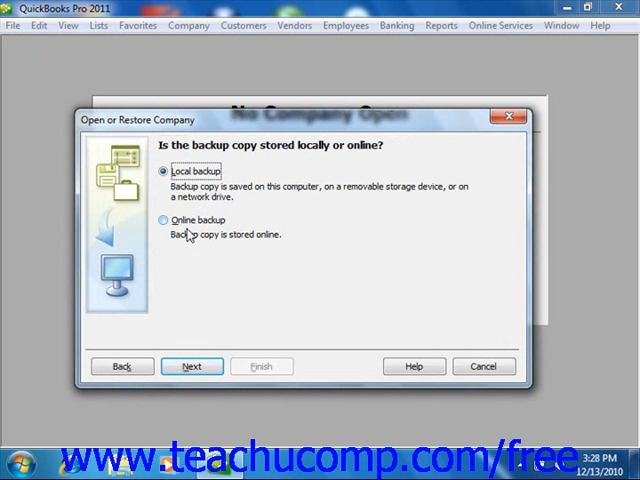 QuickBooks Pro 2011
File Edit View Lists Favorites Company Customers Vendors Employees Banking Reports Online Services Window Help
No Company Open
Open or Restore Company
Is the backup copy stored locally or online?
Local backup
Backup copy is saved on this computer, on a removable storage device, or on
a network drive.
Online backup
Backup copy is stored online.
Back Next Finish Help Cancel
www.teachucomp.com/free
3:28 PM
12/13/2010